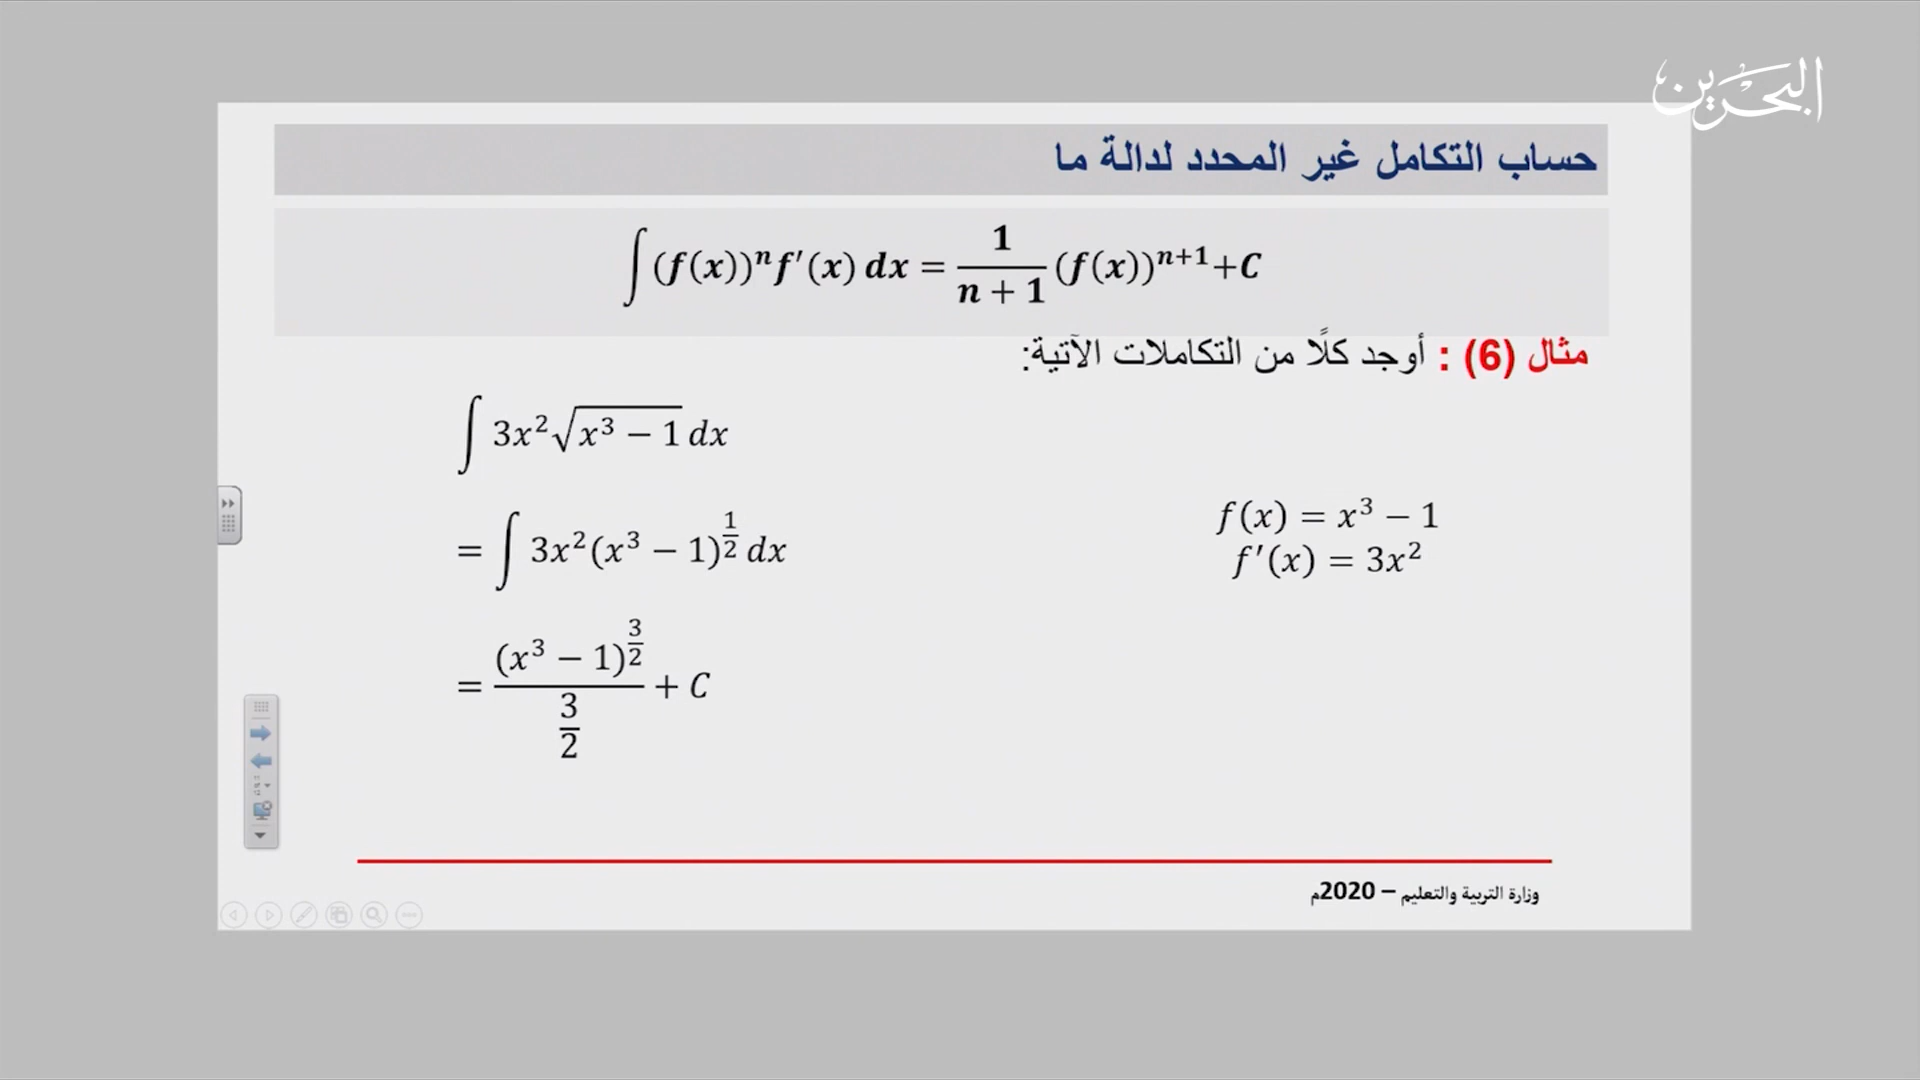 البحرين
حساب التكامل غير المحدد لدالة ما
∫(f(x))ⁿ f′(x) dx = 1/(n + 1) (f(x))ⁿ⁺¹+C
مثال (6) : أوجد كلًا من التكاملات الآتية:
∫ 3x²√(x³ − 1) dx
= ∫ 3x²(x³ − 1)^(1/2) dx
f(x) = x³ − 1
f′(x) = 3x²
= (x³ − 1)^(3/2) / (3/2) + C
وزارة التربية والتعليم – 2020م